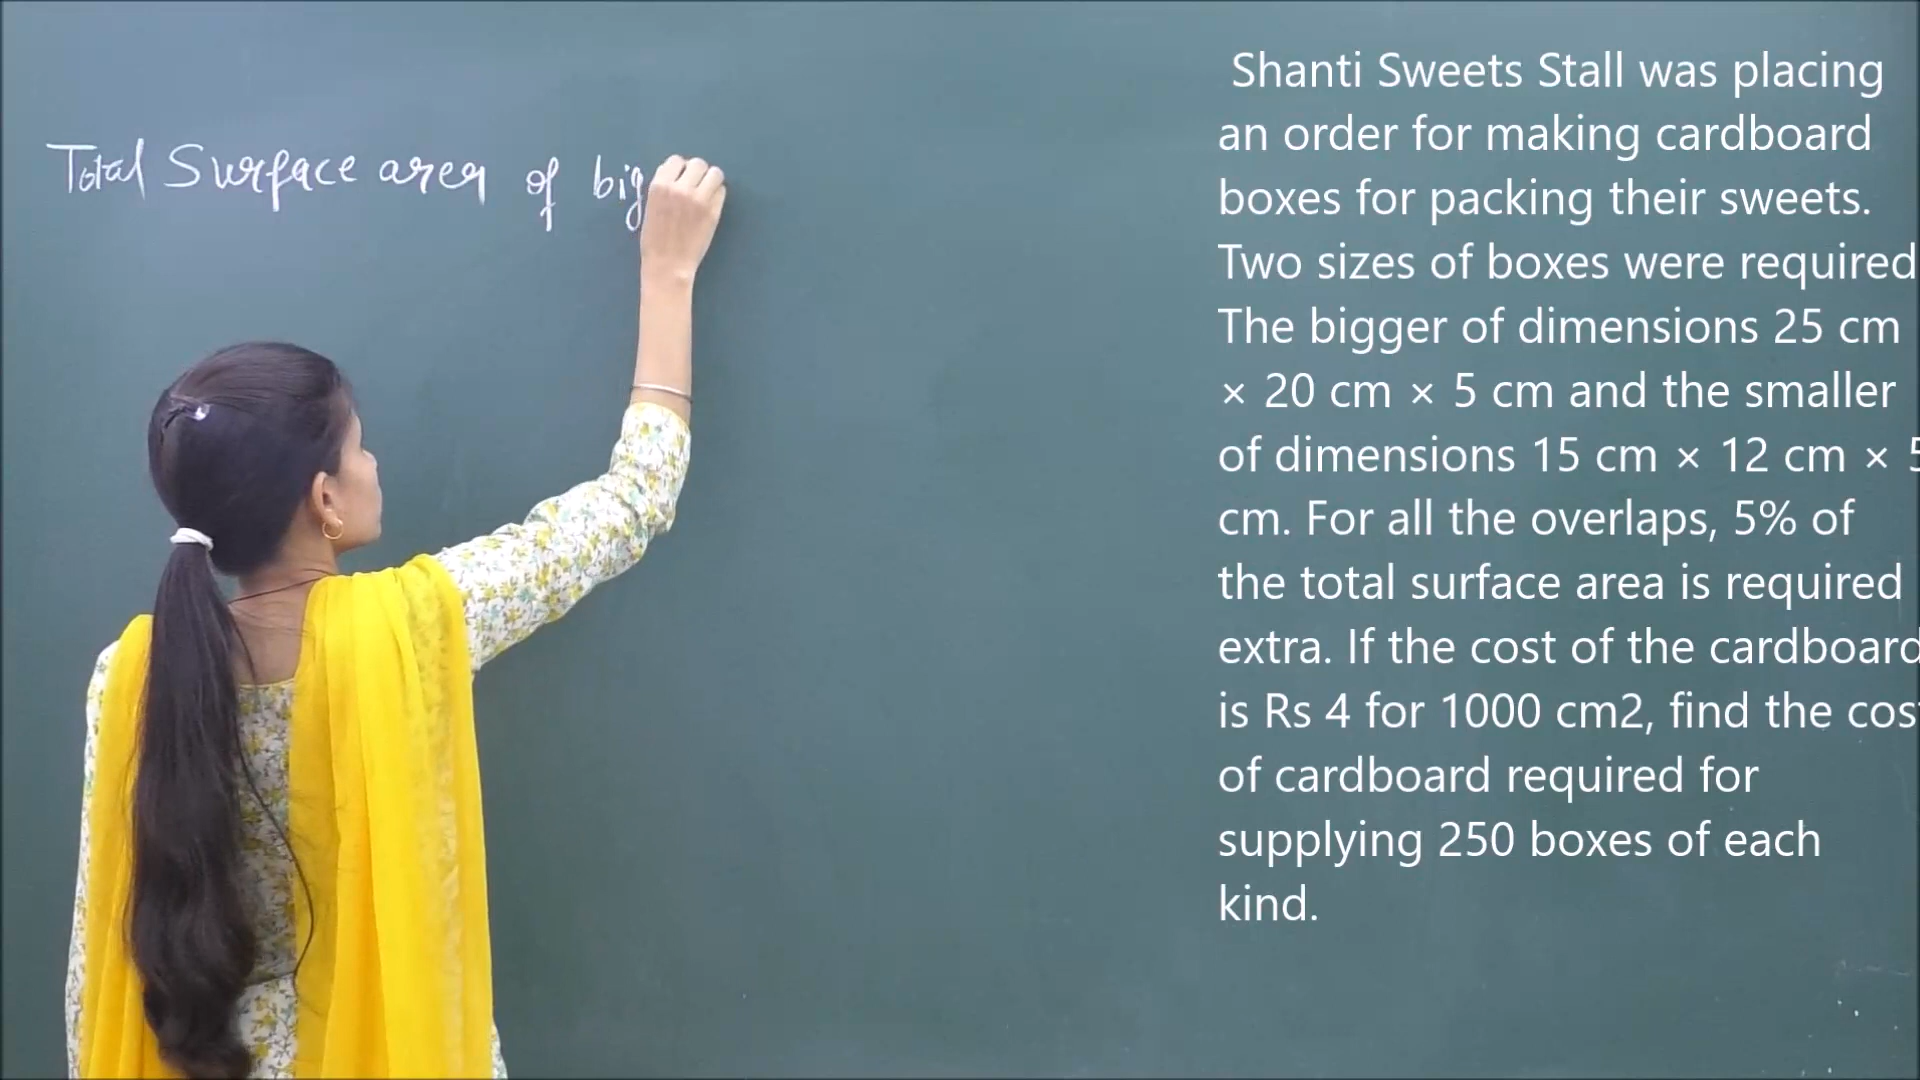 Total Surface area of big
Shanti Sweets Stall was placing
an order for making cardboard
boxes for packing their sweets.
Two sizes of boxes were required
The bigger of dimensions 25 cm
× 20 cm × 5 cm and the smaller
of dimensions 15 cm × 12 cm × 5
cm. For all the overlaps, 5% of
the total surface area is required
extra. If the cost of the cardboard
is Rs 4 for 1000 cm2, find the cos
of cardboard required for
supplying 250 boxes of each
kind.